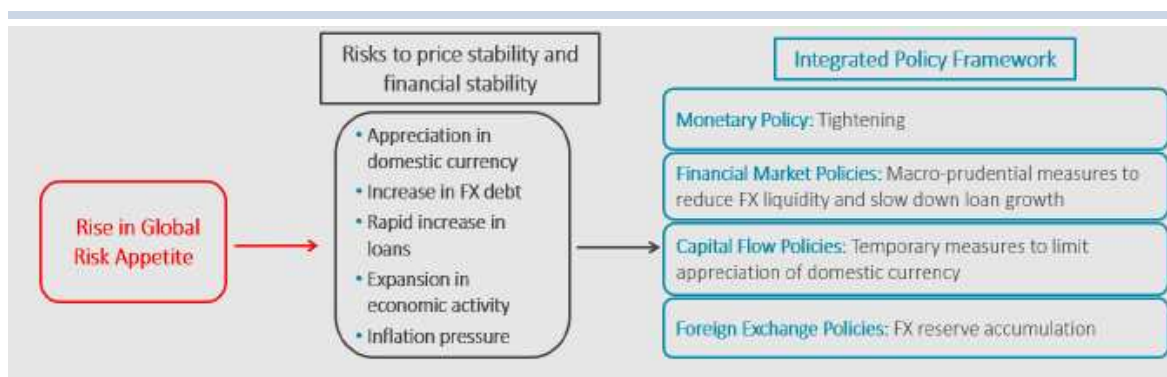 Rise in Global
Risk Appetite
Risks to price stability and
financial stability
• Appreciation in
domestic currency
• Increase in FX debt
• Rapid increase in
loans
• Expansion in
economic activity
• Inflation pressure
Integrated Policy Framework
Monetary Policy: Tightening
Financial Market Policies: Macro-prudential measures to
reduce FX liquidity and slow down loan growth
Capital Flow Policies: Temporary measures to limit
appreciation of domestic currency
Foreign Exchange Policies: FX reserve accumulation